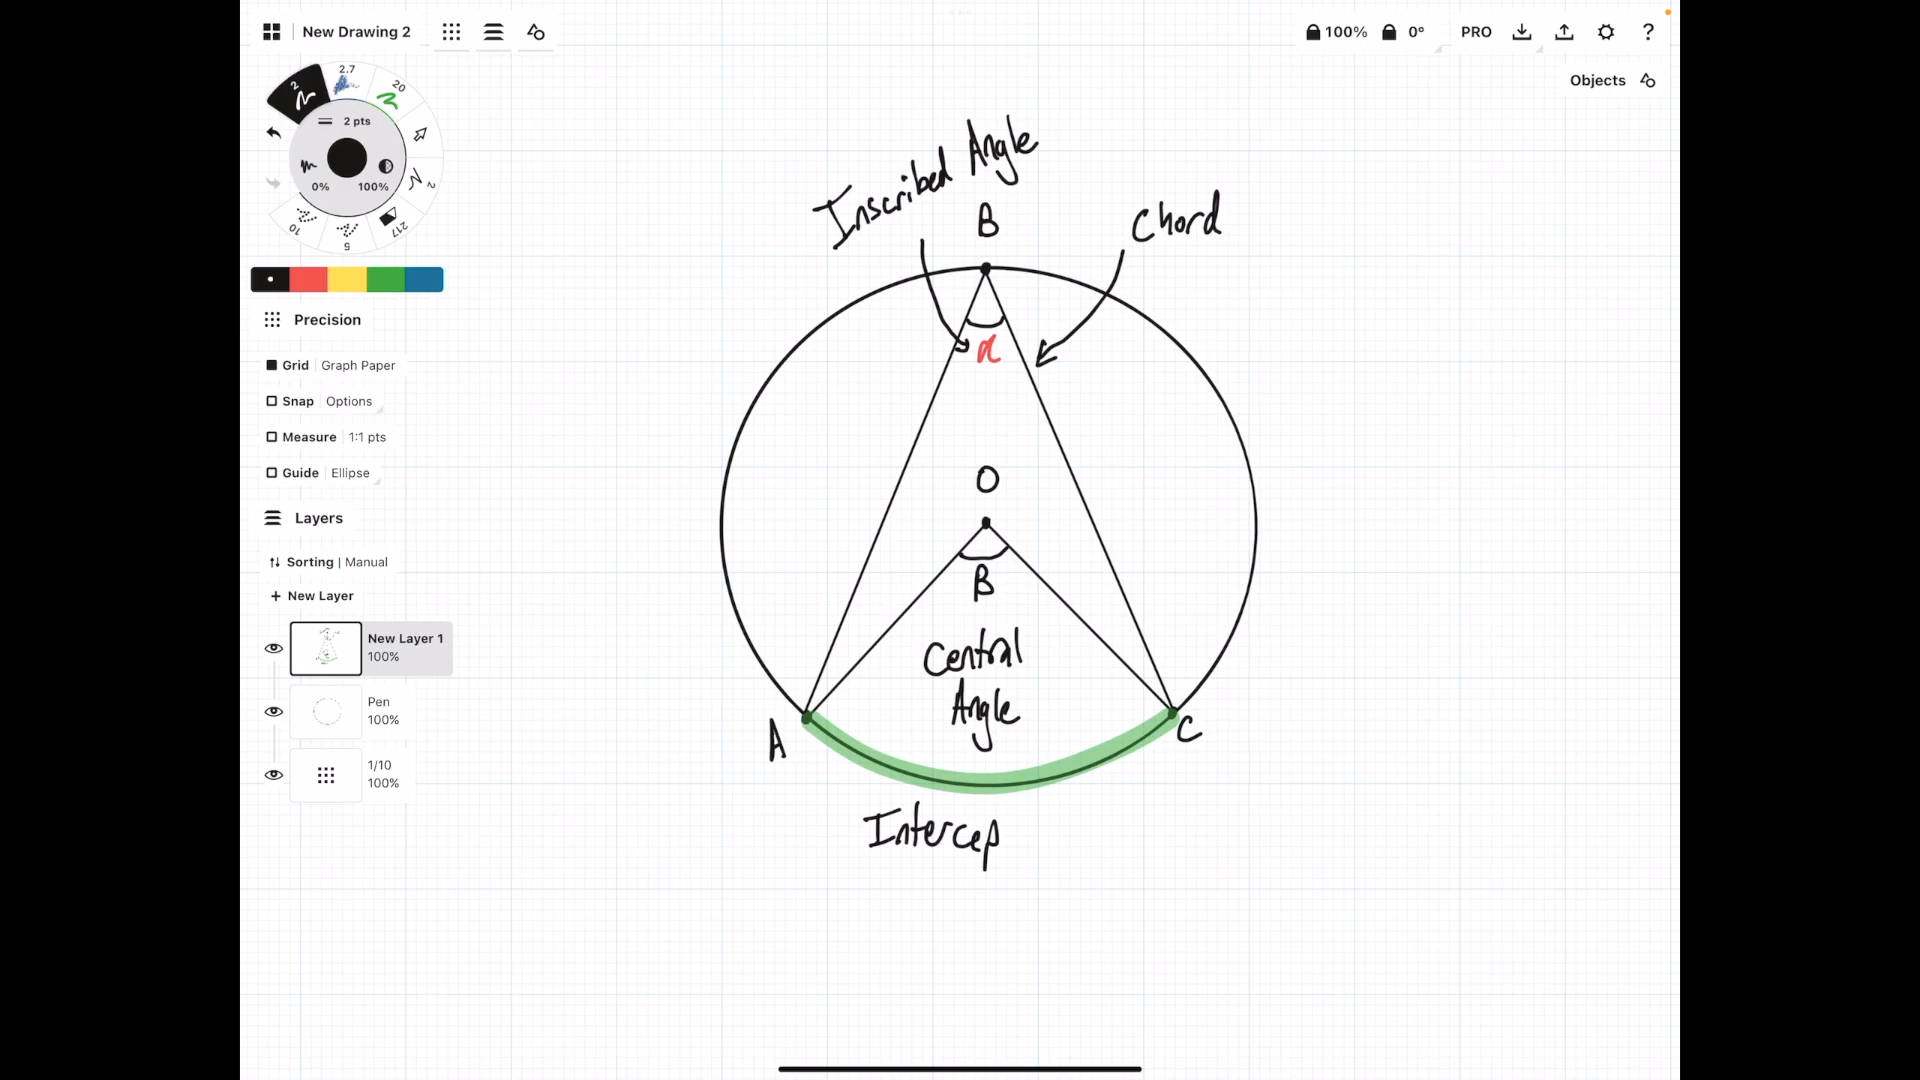 New Drawing 2
100%
0°
PRO
?
Objects
2
2.7
20
2 pts
0%
100%
2
10
5
217
Precision
Grid | Graph Paper
Snap | Options
Measure | 1:1 pts
Guide | Ellipse
Layers
Sorting | Manual
+ New Layer
New Layer 1
100%
Pen
100%
1/10
100%
Inscribed Angle
B
Chord
α
O
B
Central
Angle
A
C
Intercep